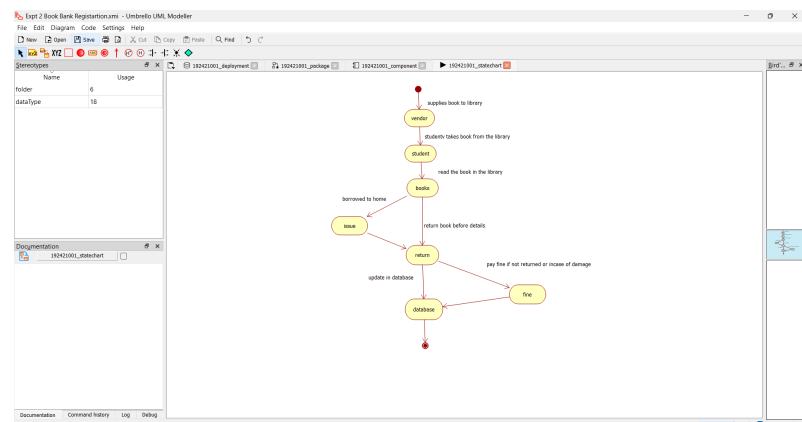 Expt 2 Book Bank Registartion.xmi - Umbrello UML Modeller
File Edit Diagram Code Settings Help
New Open Save Cut Copy Paste Find
XYZ
Stereotypes
Name Usage
folder 6
dataType 18
Documentation
192421001_statechart
Documentation Command history Log Debug
192421001_deployment 192421001_package 192421001_component 192421001_statechart
Bird'...
supplies book to library
vendor
studentv takes book from the library
student
read the book in the library
books
borrowed to home
issue
return book before details
return
pay fine if not returned or incase of damage
update in database
fine
database